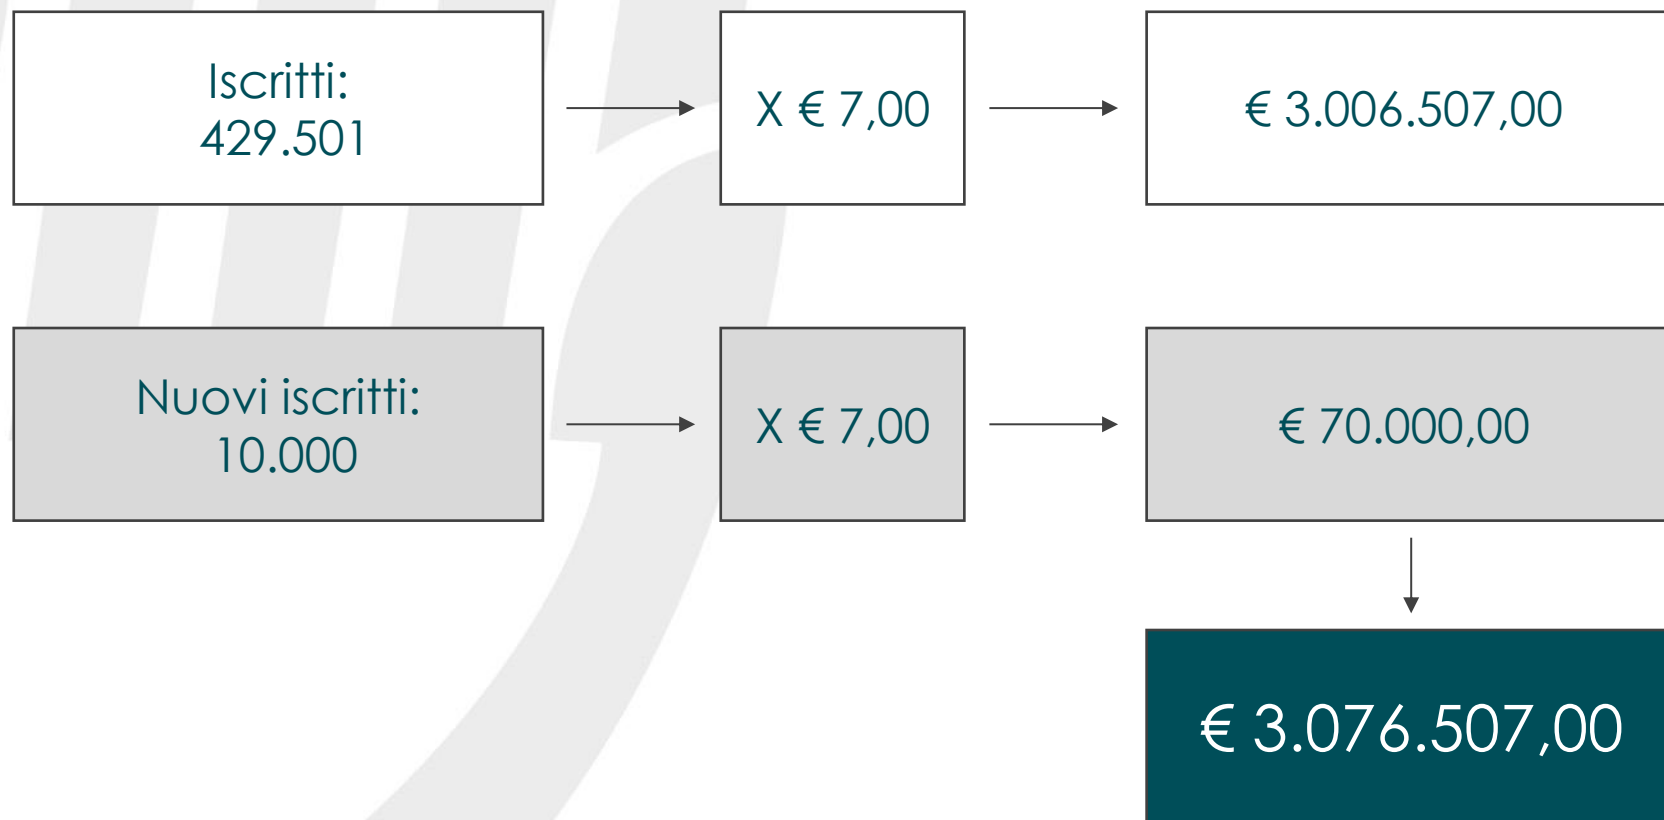 Iscritti:
429.501
X € 7,00
€ 3.006.507,00
Nuovi iscritti:
10.000
X € 7,00
€ 70.000,00
€ 3.076.507,00